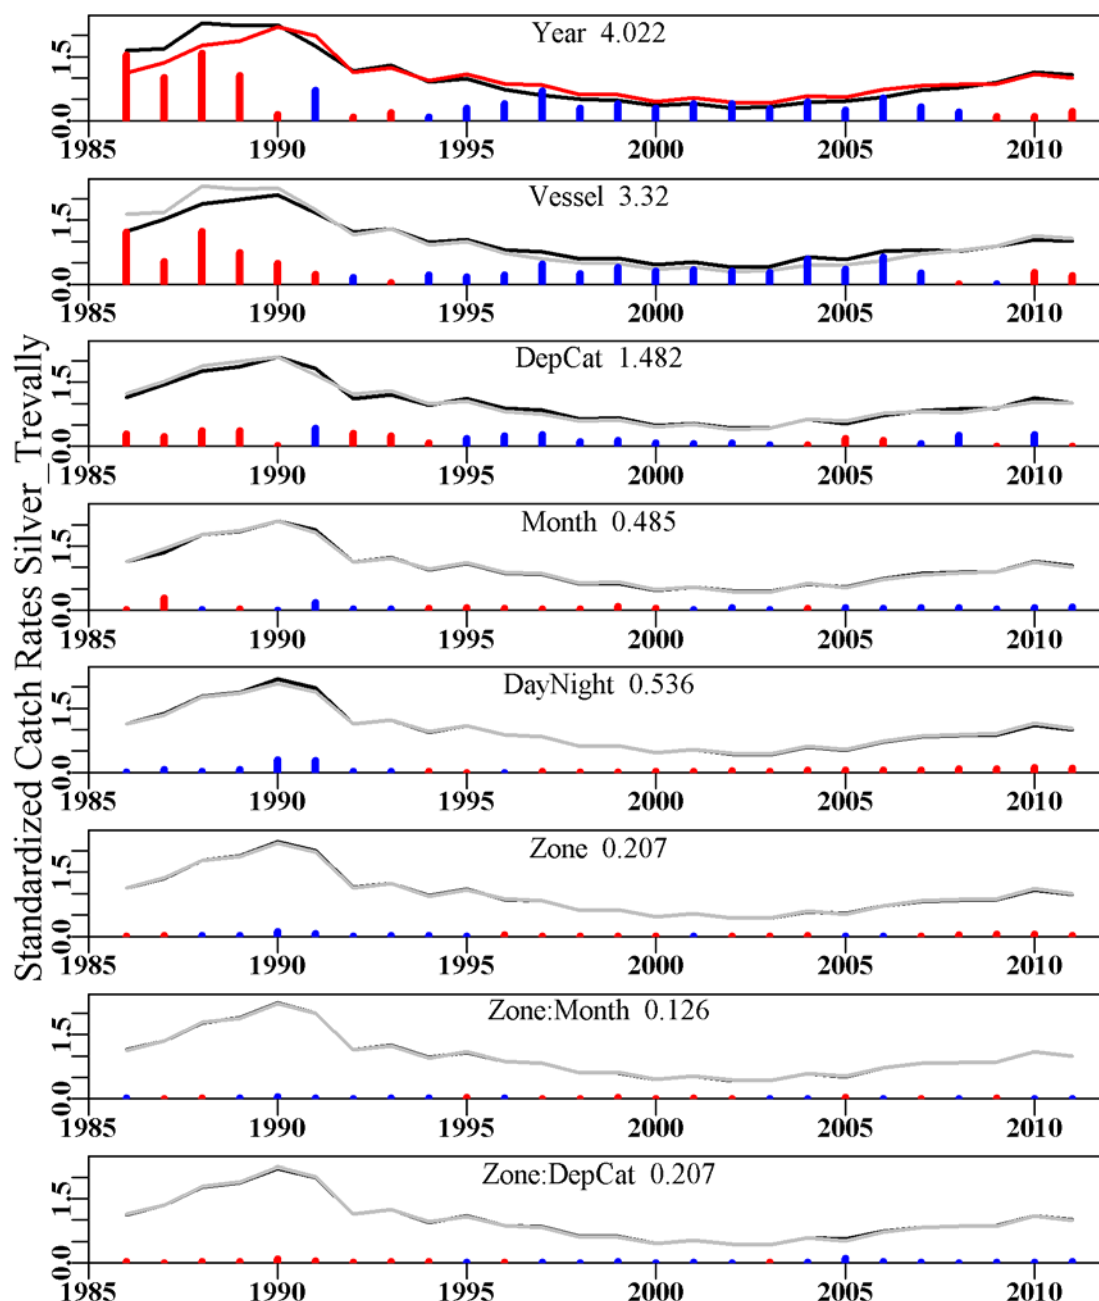 Standardized Catch Rates Silver_Trevally
Year 4.022
0.0 1.5
1985 1990 1995 2000 2005 2010
Vessel 3.32
0.0 1.5
1985 1990 1995 2000 2005 2010
DepCat 1.482
0.0 1.5
1985 1990 1995 2000 2005 2010
Month 0.485
0.0 1.5
1985 1990 1995 2000 2005 2010
DayNight 0.536
0.0 1.5
1985 1990 1995 2000 2005 2010
Zone 0.207
0.0 1.5
1985 1990 1995 2000 2005 2010
Zone:Month 0.126
0.0 1.5
1985 1990 1995 2000 2005 2010
Zone:DepCat 0.207
0.0 1.5
1985 1990 1995 2000 2005 2010